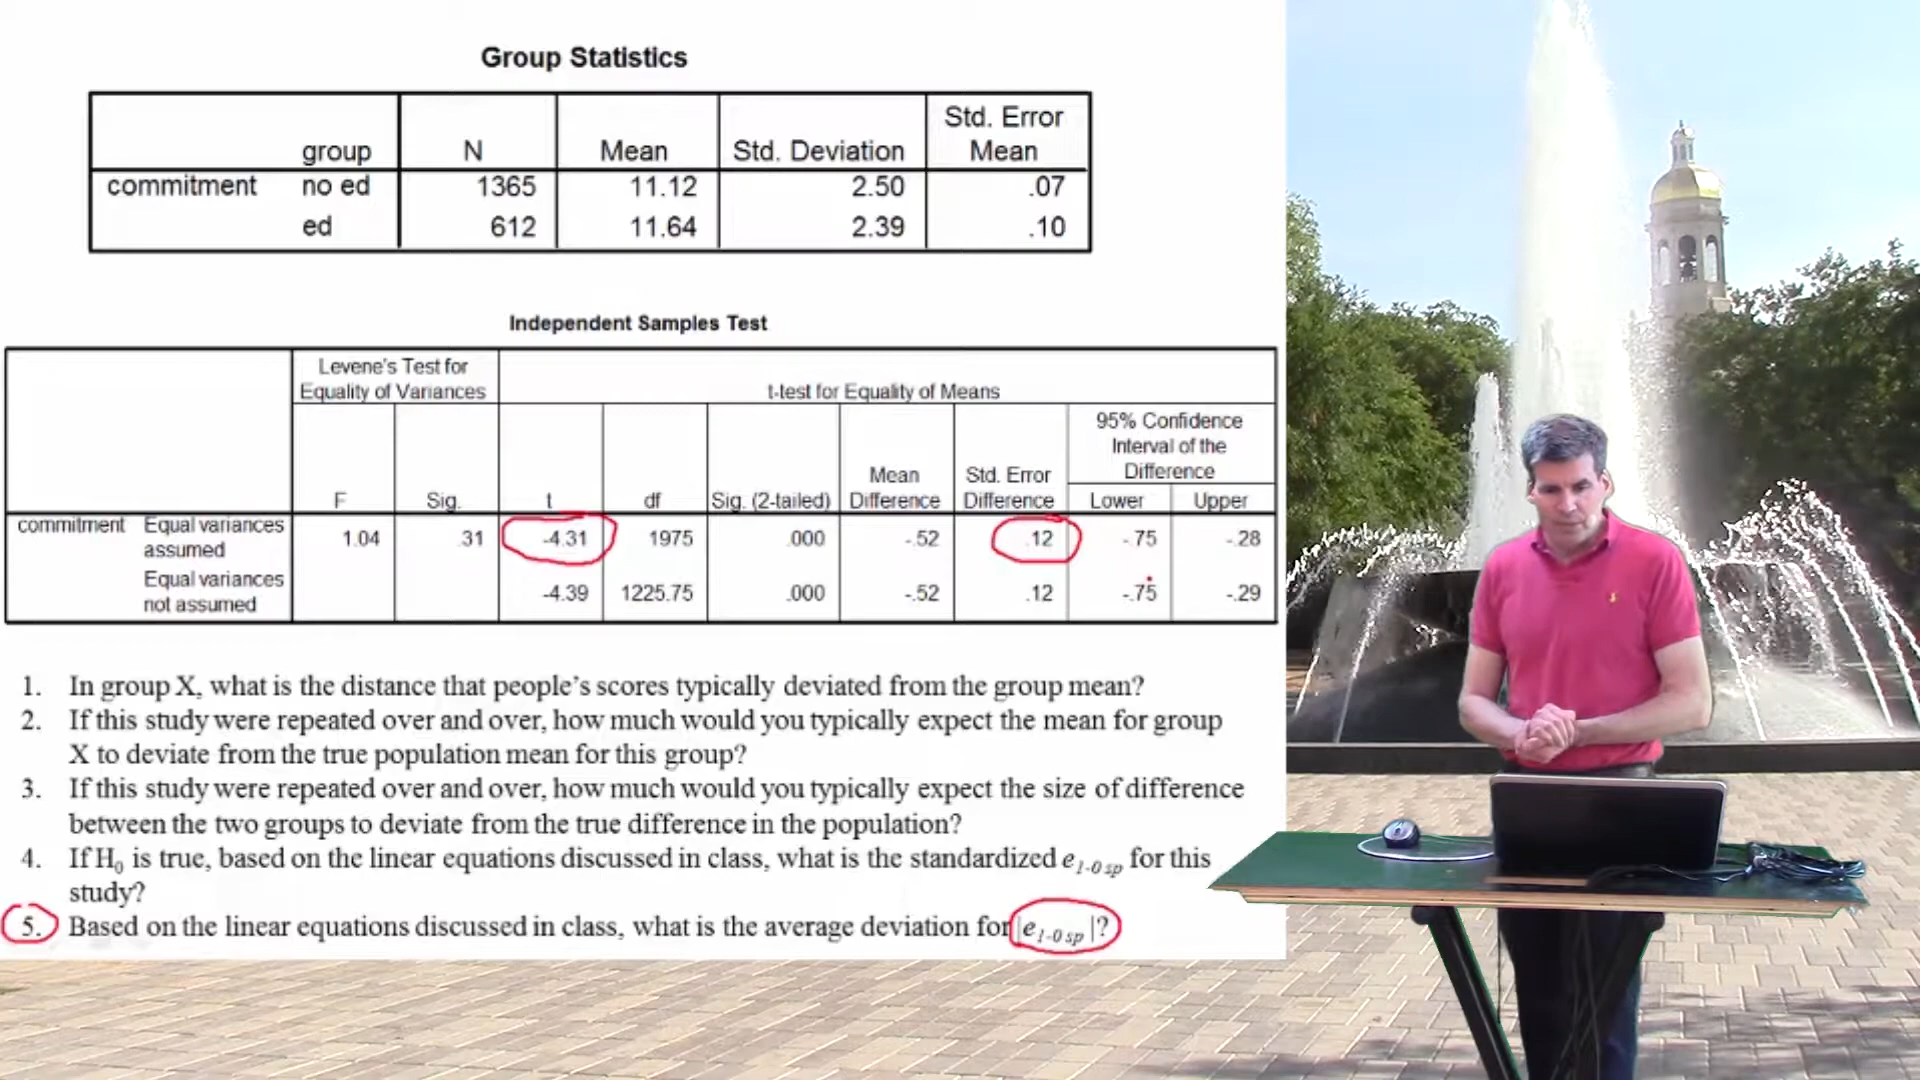 Group Statistics
group N Mean Std. Deviation Std. Error Mean
commitment no ed 1365 11.12 2.50 .07
ed 612 11.64 2.39 .10
Independent Samples Test
Levene's Test for Equality of Variances
t-test for Equality of Means
95% Confidence Interval of the Difference
F Sig. t df Sig. (2-tailed) Mean Difference Std. Error Difference Lower Upper
commitment Equal variances assumed 1.04 .31 -4.31 1975 .000 -.52 .12 -.75 -.28
Equal variances not assumed -4.39 1225.75 .000 -.52 .12 -.75 -.29
1. In group X, what is the distance that people's scores typically deviated from the group mean?
2. If this study were repeated over and over, how much would you typically expect the mean for group
X to deviate from the true population mean for this group?
3. If this study were repeated over and over, how much would you typically expect the size of difference
between the two groups to deviate from the true difference in the population?
4. If H₀ is true, based on the linear equations discussed in class, what is the standardized e1-0 sp for this
study?
5. Based on the linear equations discussed in class, what is the average deviation for |e1-0 sp|?